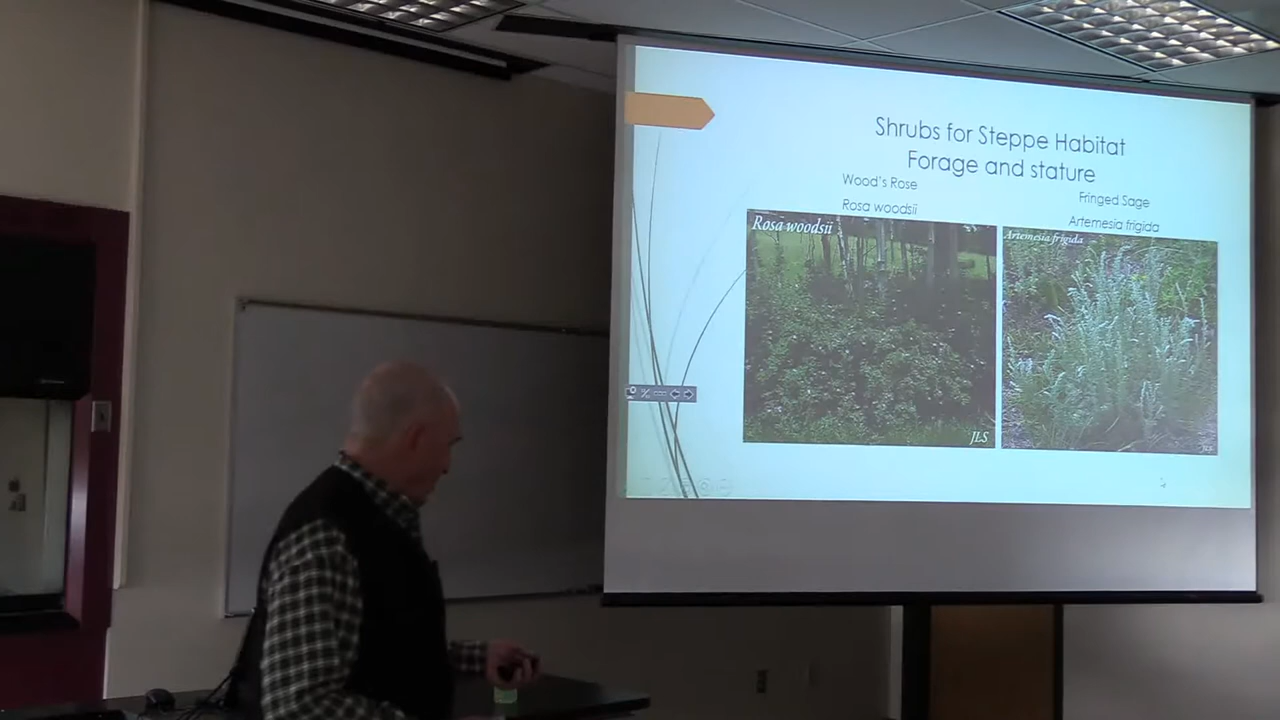 Shrubs for Steppe Habitat
Forage and stature
Wood's Rose
Rosa woodsii
Fringed Sage
Artemesia frigida
Rosa woodsii
JLS
Artemesia frigida